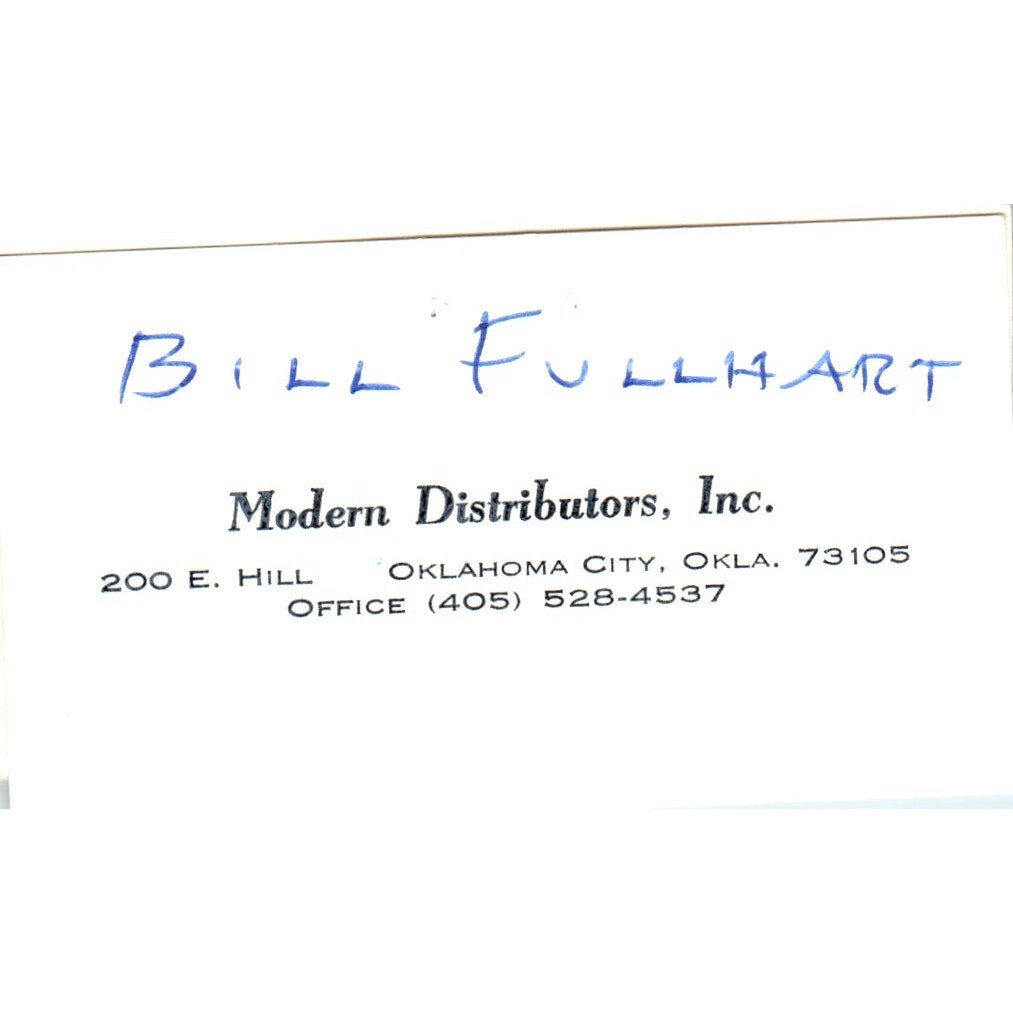 BILL FULLHART
Modern Distributors, Inc.
200 E. HILL OKLAHOMA CITY, OKLA. 73105
OFFICE (405) 528-4537